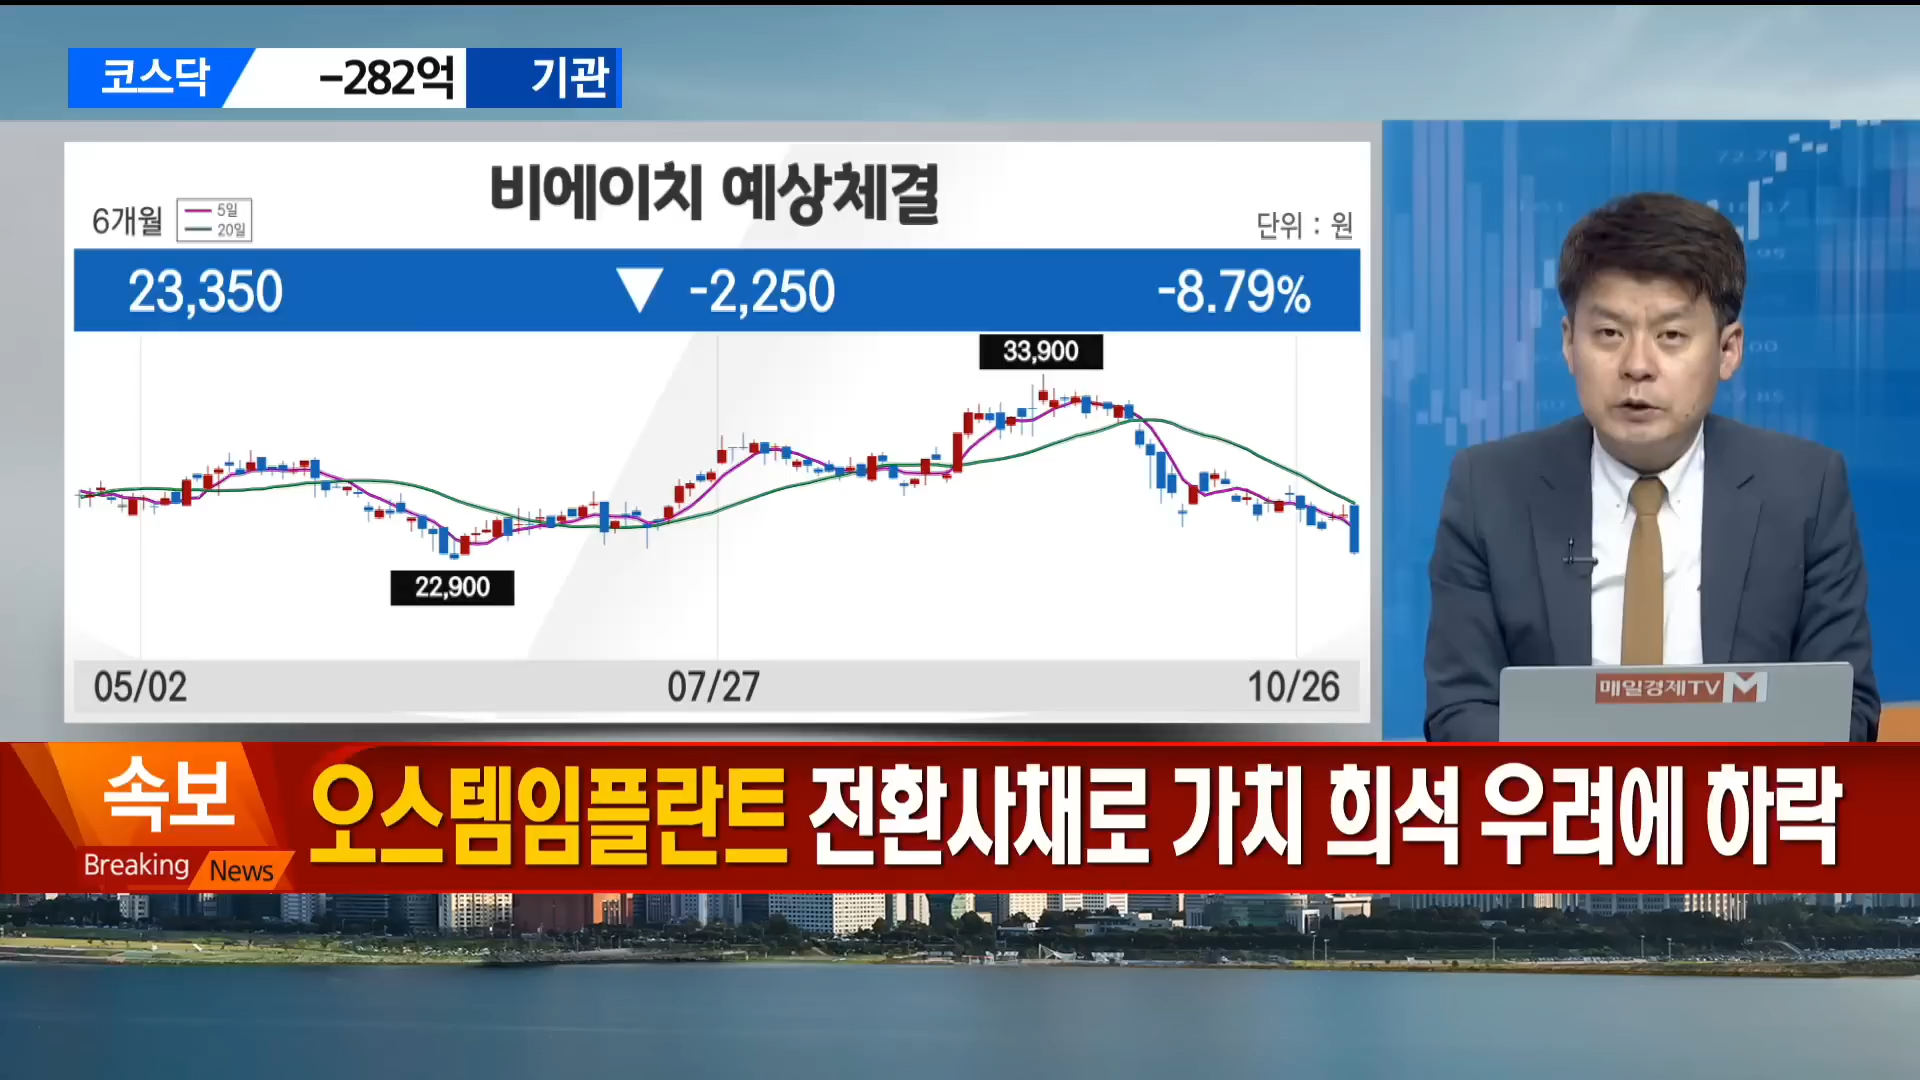 코스닥 -282억 기관
비에이치 예상체결
6개월
5일
20일
단위 : 원
23,350 ▼ -2,250 -8.79%
33,900
22,900
05/02 07/27 10/26
매일경제TV M
속보
Breaking News
오스템임플란트 전환사채로 가치 희석 우려에 하락